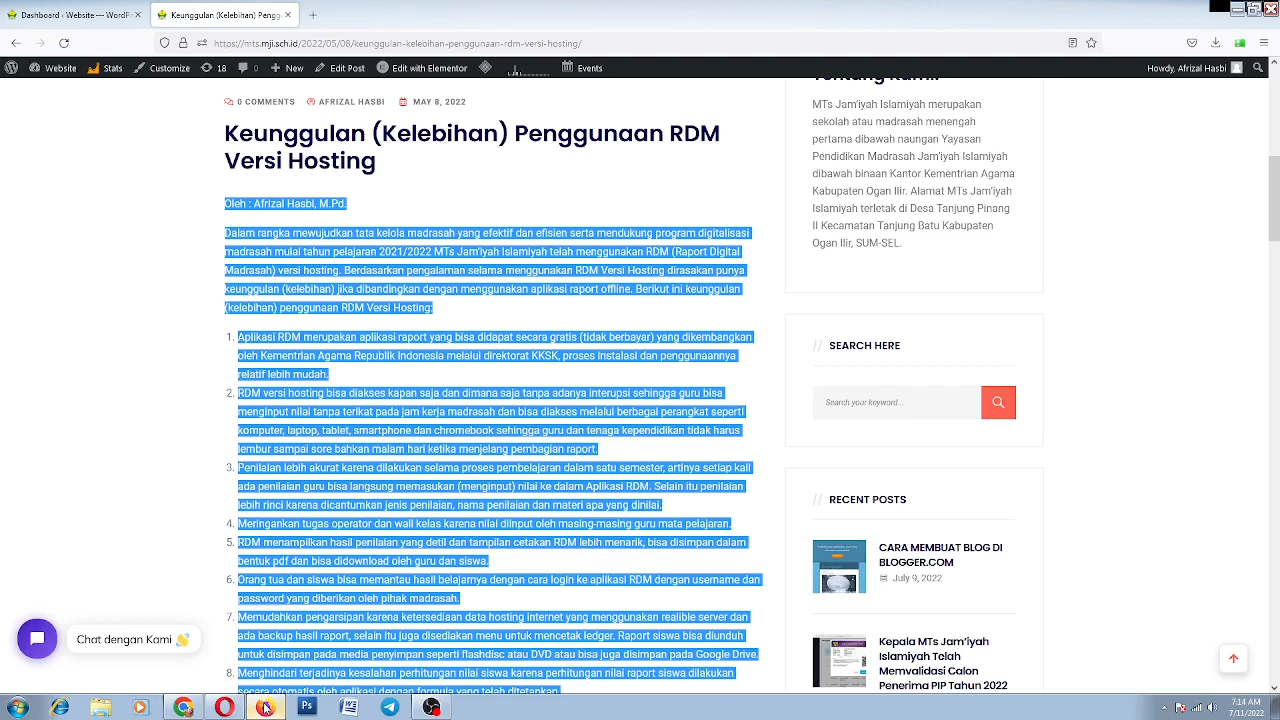 Dashboard ‹ Website — WordP
Keunggulan (Kelebihan) Pengg
https://mtsmujisch.id/2022/05/08/keunggulan-penggunaan-rdm-versi-hosting/
Website
Stats
Customize
18
0
New
Edit Post
Edit with Elementor
Events
Howdy, Afrizal Hasbi
0 COMMENTS
AFRIZAL HASBI
MAY 8, 2022
Keunggulan (Kelebihan) Penggunaan RDM
Versi Hosting
Oleh : Afrizal Hasbi, M.Pd.
Dalam rangka mewujudkan tata kelola madrasah yang efektif dan efisien serta mendukung program digitalisasi
madrasah mulai tahun pelajaran 2021/2022 MTs Jam'iyah Islamiyah telah menggunakan RDM (Raport Digital
Madrasah) versi hosting. Berdasarkan pengalaman selama menggunakan RDM Versi Hosting dirasakan punya
keunggulan (kelebihan) jika dibandingkan dengan menggunakan aplikasi raport offline. Berikut ini keunggulan
(kelebihan) penggunaan RDM Versi Hosting:
1. Aplikasi RDM merupakan aplikasi raport yang bisa didapat secara gratis (tidak berbayar) yang dikembangkan
oleh Kementrian Agama Republik Indonesia melalui direktorat KKSK, proses instalasi dan penggunaannya
relatif lebih mudah.
2. RDM versi hosting bisa diakses kapan saja dan dimana saja tanpa adanya interupsi sehingga guru bisa
menginput nilai tanpa terikat pada jam kerja madrasah dan bisa diakses melalui berbagai perangkat seperti
komputer, laptop, tablet, smartphone dan chromebook sehingga guru dan tenaga kependidikan tidak harus
lembur sampai sore bahkan malam hari ketika menjelang pembagian raport.
3. Penilaian lebih akurat karena dilakukan selama proses pembelajaran dalam satu semester, artinya setiap kali
ada penilaian guru bisa langsung memasukan (menginput) nilai ke dalam Aplikasi RDM. Selain itu penilaian
lebih rinci karena dicantumkan jenis penilaian, nama penilaian dan materi apa yang dinilai.
4. Meringankan tugas operator dan wali kelas karena nilai diinput oleh masing-masing guru mata pelajaran.
5. RDM menampilkan hasil penilaian yang detil dan tampilan cetakan RDM lebih menarik, bisa disimpan dalam
bentuk pdf dan bisa didownload oleh guru dan siswa.
6. Orang tua dan siswa bisa memantau hasil belajarnya dengan cara login ke aplikasi RDM dengan username dan
password yang diberikan oleh pihak madrasah.
7. Memudahkan pengarsipan karena ketersediaan data hosting internet yang menggunakan realible server dan
ada backup hasil raport, selain itu juga disediakan menu untuk mencetak ledger. Raport siswa bisa diunduh
untuk disimpan pada media penyimpan seperti flashdisc atau DVD atau bisa juga disimpan pada Google Drive.
8. Menghindari terjadinya kesalahan perhitungan nilai siswa karena perhitungan nilai raport siswa dilakukan
secara otomatis oleh aplikasi dengan formula yang telah ditetapkan.
Tentang Kami!
MTs Jam'iyah Islamiyah merupakan
sekolah atau madrasah menengah
pertama dibawah naungan Yayasan
Pendidikan Madrasah Jam'iyah Islamiyah
dibawah binaan Kantor Kementrian Agama
Kabupaten Ogan Ilir. Alamat MTs Jam'iyah
Islamiyah terletak di Desa Tanjung Pinang
II Kecamatan Tanjung Batu Kabupaten
Ogan Ilir, SUM-SEL.
// SEARCH HERE
Search your keyword...
// RECENT POSTS
CARA MEMBUAT BLOG DI
BLOGGER.COM
July 9, 2022
Kepala MTs Jam'iyah
Islamiyah Telah
Memvalidasi Calon
Penerima PIP Tahun 2022
Chat dengan Kami 👋
Ps
7:14 AM
7/11/2022